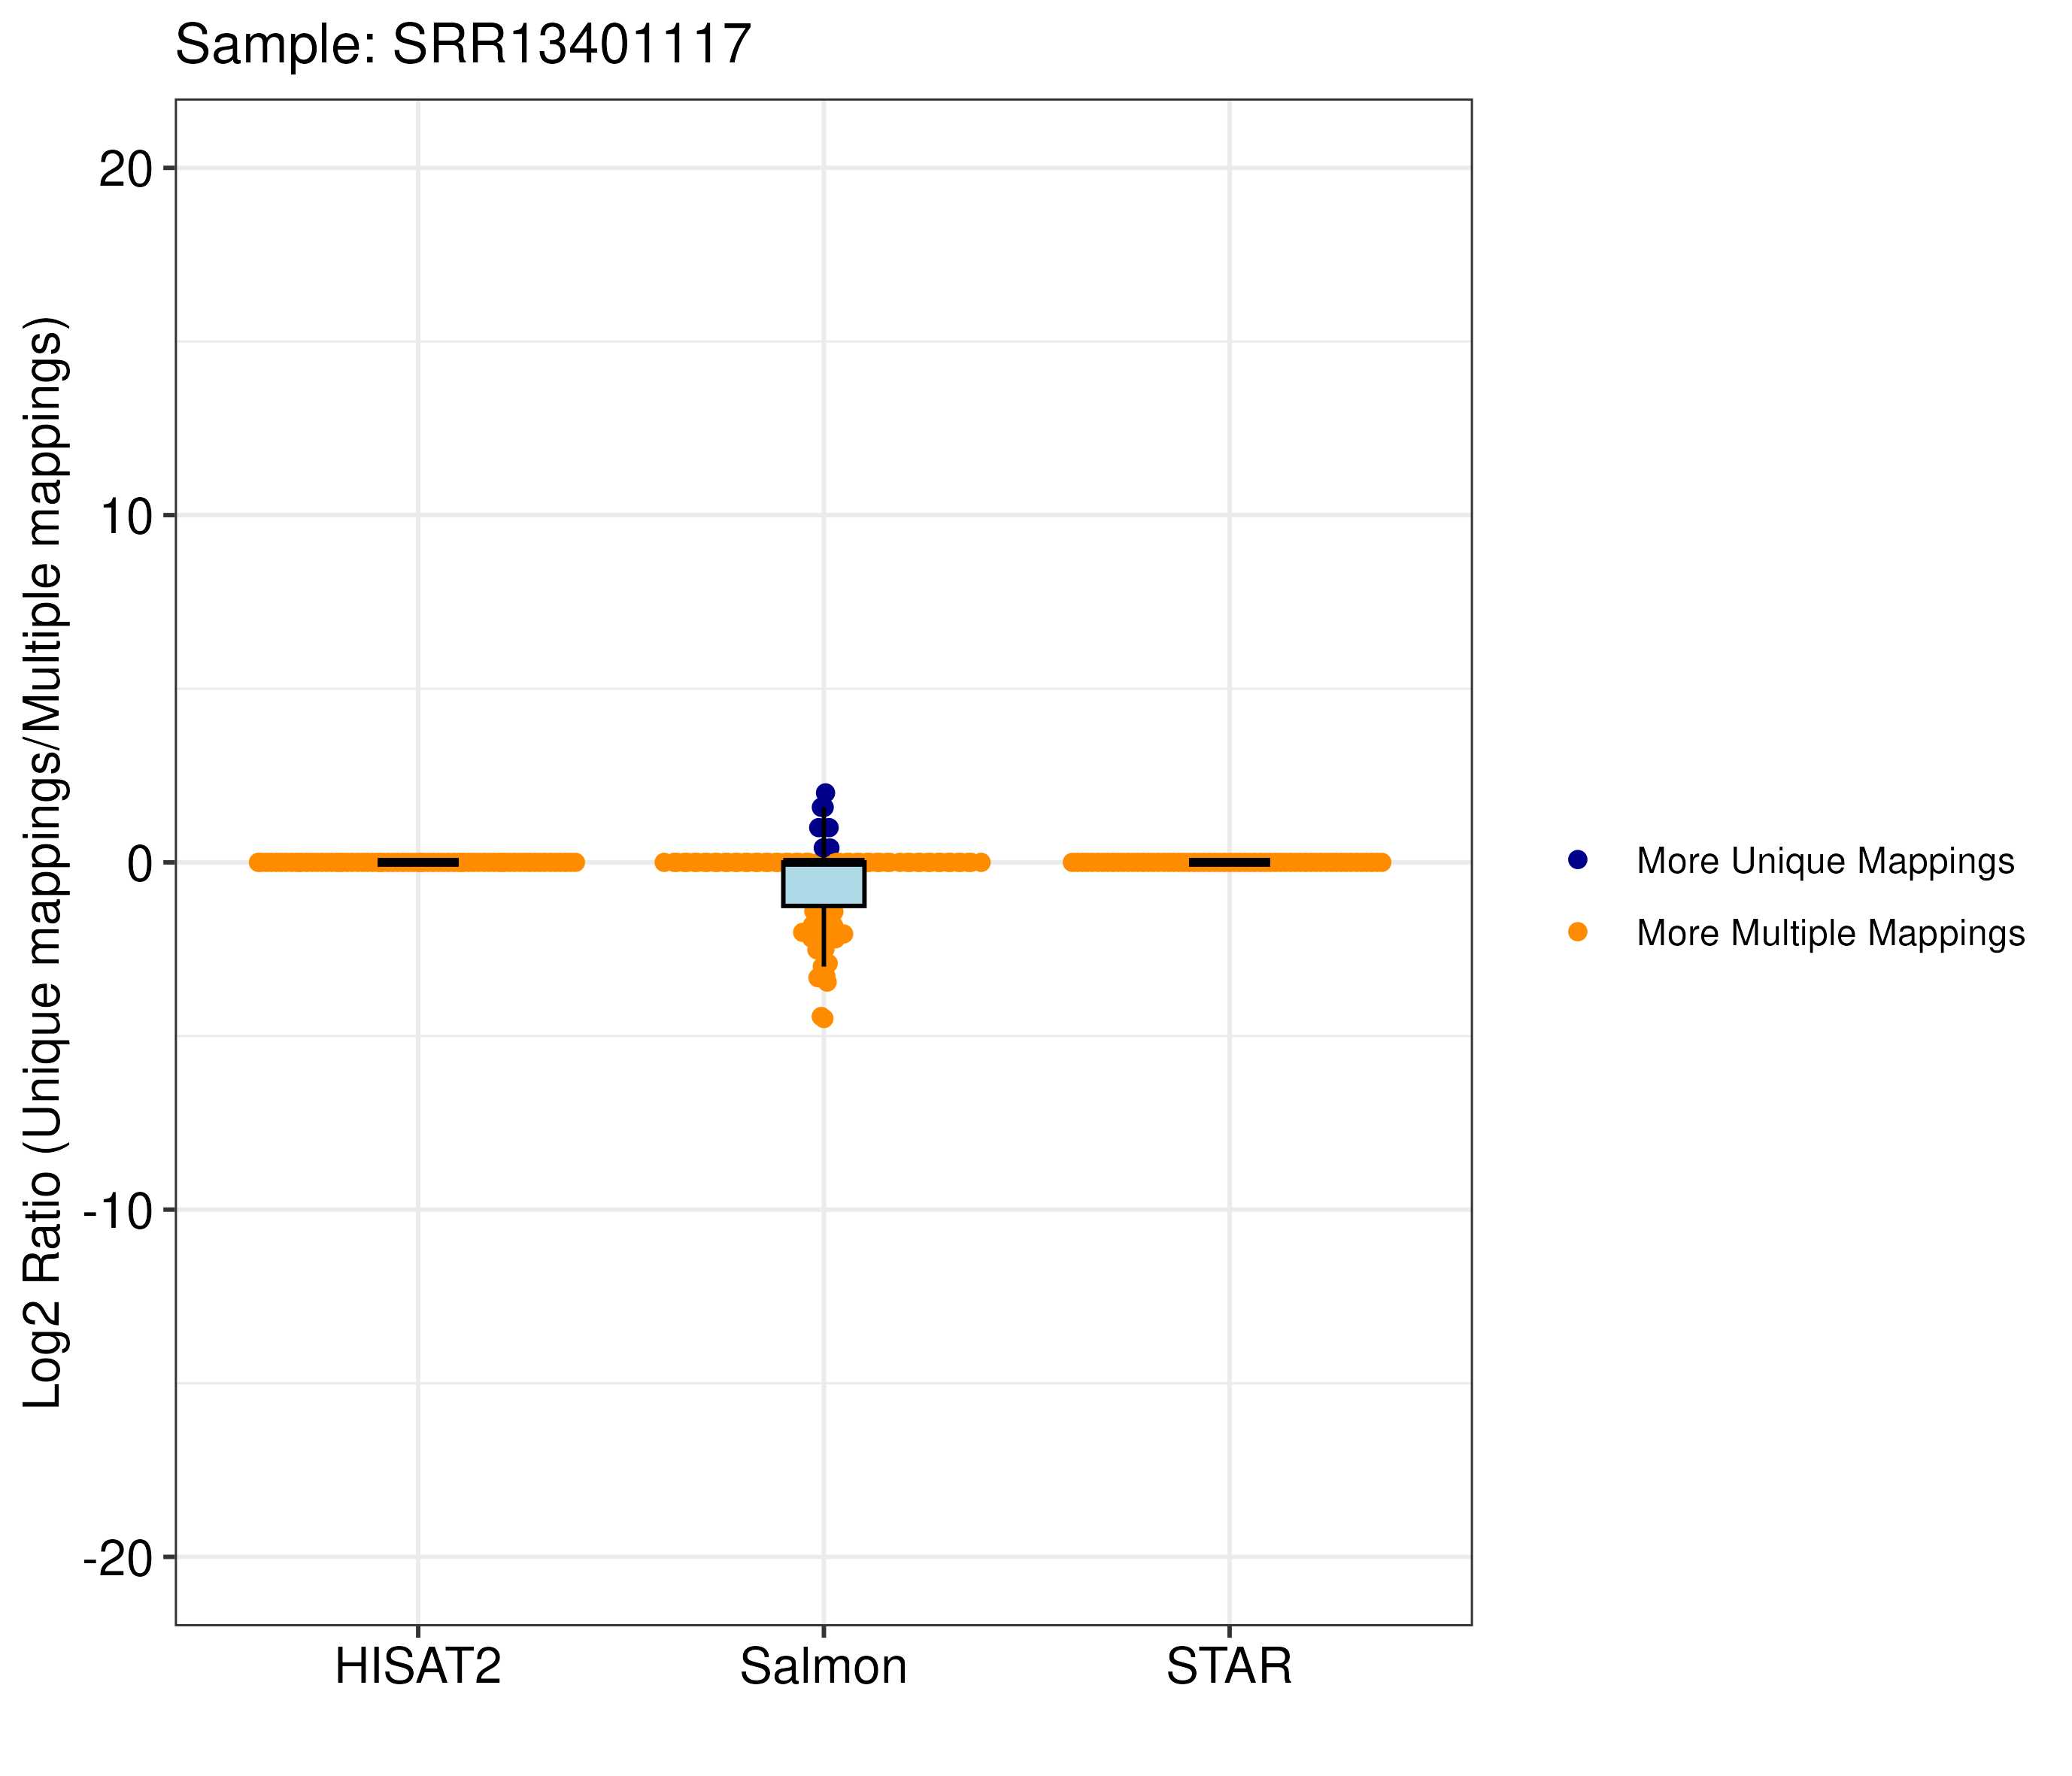 Sample: SRR13401117
Log2 Ratio (Unique mappings/Multiple mappings)
20
10
0
-10
-20
HISAT2
Salmon
STAR
More Unique Mappings
More Multiple Mappings